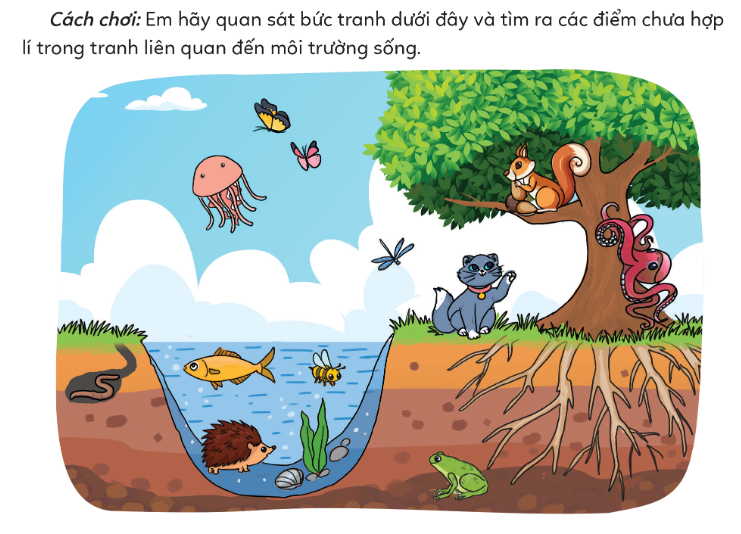 Cách chơi: Em hãy quan sát bức tranh dưới đây và tìm ra các điểm chưa hợp
lí trong tranh liên quan đến môi trường sống.